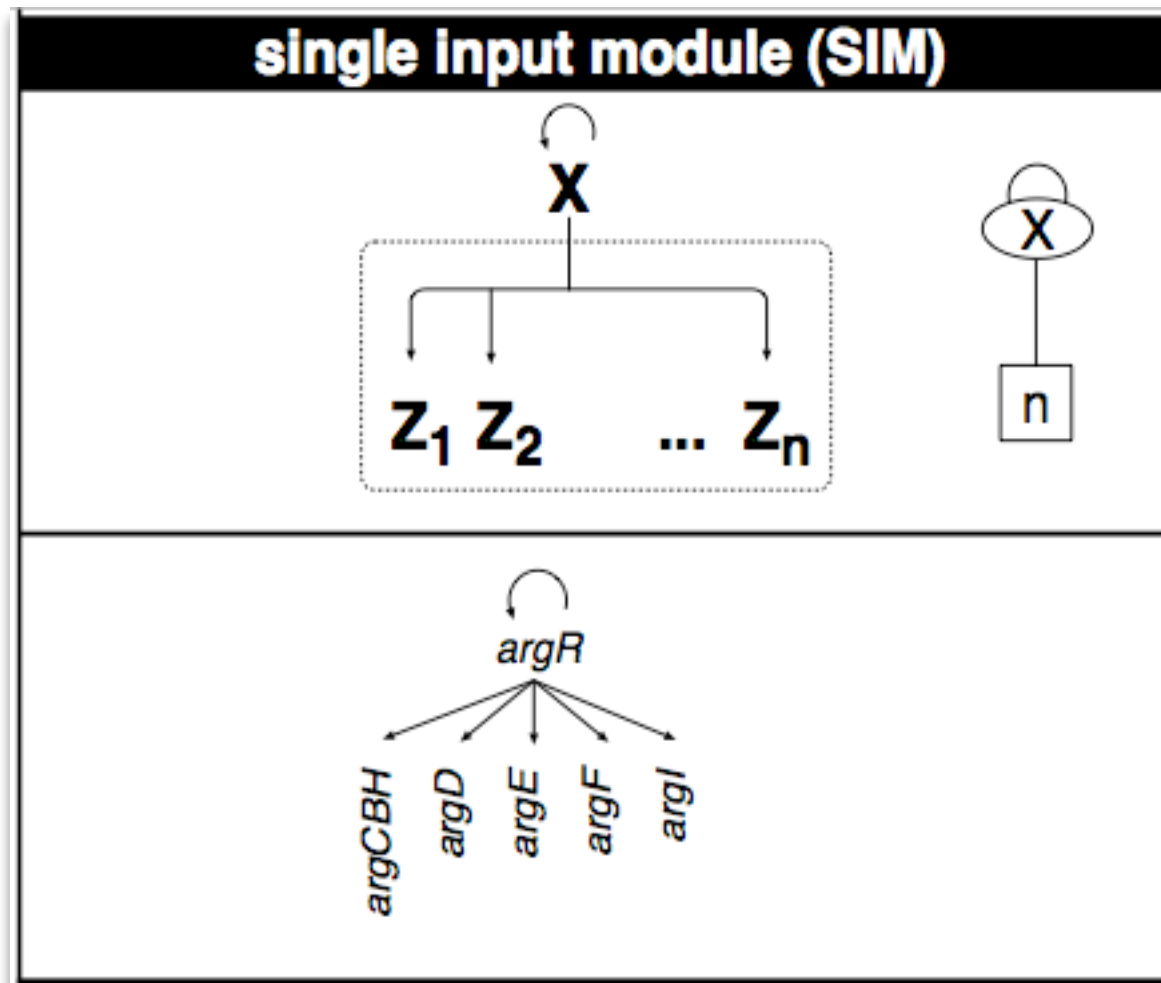 single input module (SIM)
X
X
Z1 Z2 ... Zn
n
argR
argCBH
argD
argE
argF
argI